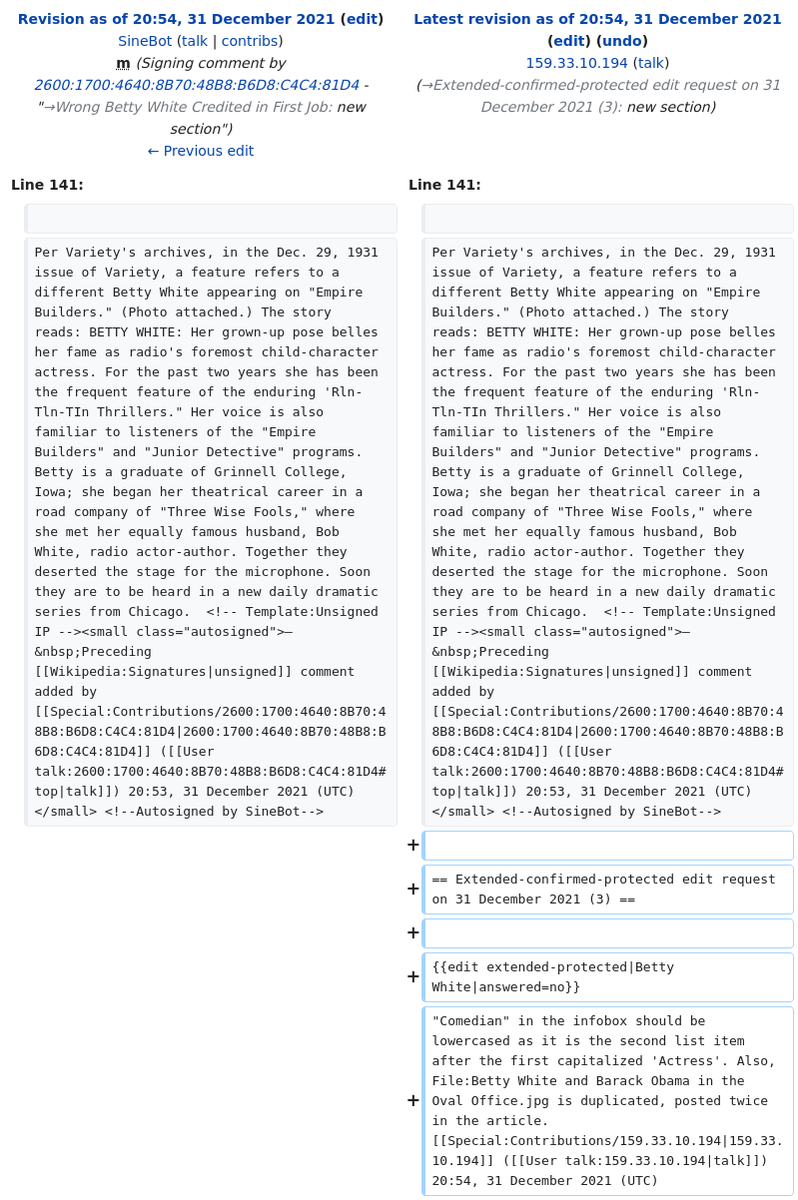 Revision as of 20:54, 31 December 2021 (edit)
SineBot (talk | contribs)
m (Signing comment by
2600:1700:4640:8B70:48B8:B6D8:C4C4:81D4 -
"→Wrong Betty White Credited in First Job: new
section")
← Previous edit
Latest revision as of 20:54, 31 December 2021
(edit) (undo)
159.33.10.194 (talk)
(→Extended-confirmed-protected edit request on 31
December 2021 (3): new section)
Line 141:
Line 141:
Per Variety's archives, in the Dec. 29, 1931
issue of Variety, a feature refers to a
different Betty White appearing on "Empire
Builders." (Photo attached.) The story
reads: BETTY WHITE: Her grown-up pose belles
her fame as radio's foremost child-character
actress. For the past two years she has been
the frequent feature of the enduring 'Rln-
Tln-TIn Thrillers." Her voice is also
familiar to listeners of the "Empire
Builders" and "Junior Detective" programs.
Betty is a graduate of Grinnell College,
Iowa; she began her theatrical career in a
road company of "Three Wise Fools," where
she met her equally famous husband, Bob
White, radio actor-author. Together they
deserted the stage for the microphone. Soon
they are to be heard in a new daily dramatic
series from Chicago.  <!-- Template:Unsigned
IP --><small class="autosigned">—
&nbsp;Preceding
[[Wikipedia:Signatures|unsigned]] comment
added by
[[Special:Contributions/2600:1700:4640:8B70:4
8B8:B6D8:C4C4:81D4|2600:1700:4640:8B70:48B8:B
6D8:C4C4:81D4]] ([[User
talk:2600:1700:4640:8B70:48B8:B6D8:C4C4:81D4#
top|talk]]) 20:53, 31 December 2021 (UTC)
</small> <!--Autosigned by SineBot-->
Per Variety's archives, in the Dec. 29, 1931
issue of Variety, a feature refers to a
different Betty White appearing on "Empire
Builders." (Photo attached.) The story
reads: BETTY WHITE: Her grown-up pose belles
her fame as radio's foremost child-character
actress. For the past two years she has been
the frequent feature of the enduring 'Rln-
Tln-TIn Thrillers." Her voice is also
familiar to listeners of the "Empire
Builders" and "Junior Detective" programs.
Betty is a graduate of Grinnell College,
Iowa; she began her theatrical career in a
road company of "Three Wise Fools," where
she met her equally famous husband, Bob
White, radio actor-author. Together they
deserted the stage for the microphone. Soon
they are to be heard in a new daily dramatic
series from Chicago.  <!-- Template:Unsigned
IP --><small class="autosigned">—
&nbsp;Preceding
[[Wikipedia:Signatures|unsigned]] comment
added by
[[Special:Contributions/2600:1700:4640:8B70:4
8B8:B6D8:C4C4:81D4|2600:1700:4640:8B70:48B8:B
6D8:C4C4:81D4]] ([[User
talk:2600:1700:4640:8B70:48B8:B6D8:C4C4:81D4#
top|talk]]) 20:53, 31 December 2021 (UTC)
</small> <!--Autosigned by SineBot-->
+
+ == Extended-confirmed-protected edit request
on 31 December 2021 (3) ==
+
+ {{edit extended-protected|Betty
White|answered=no}}
+ "Comedian" in the infobox should be
lowercased as it is the second list item
after the first capitalized 'Actress'. Also,
File:Betty White and Barack Obama in the
Oval Office.jpg is duplicated, posted twice
in the article.
[[Special:Contributions/159.33.10.194|159.33.
10.194]] ([[User talk:159.33.10.194|talk]])
20:54, 31 December 2021 (UTC)